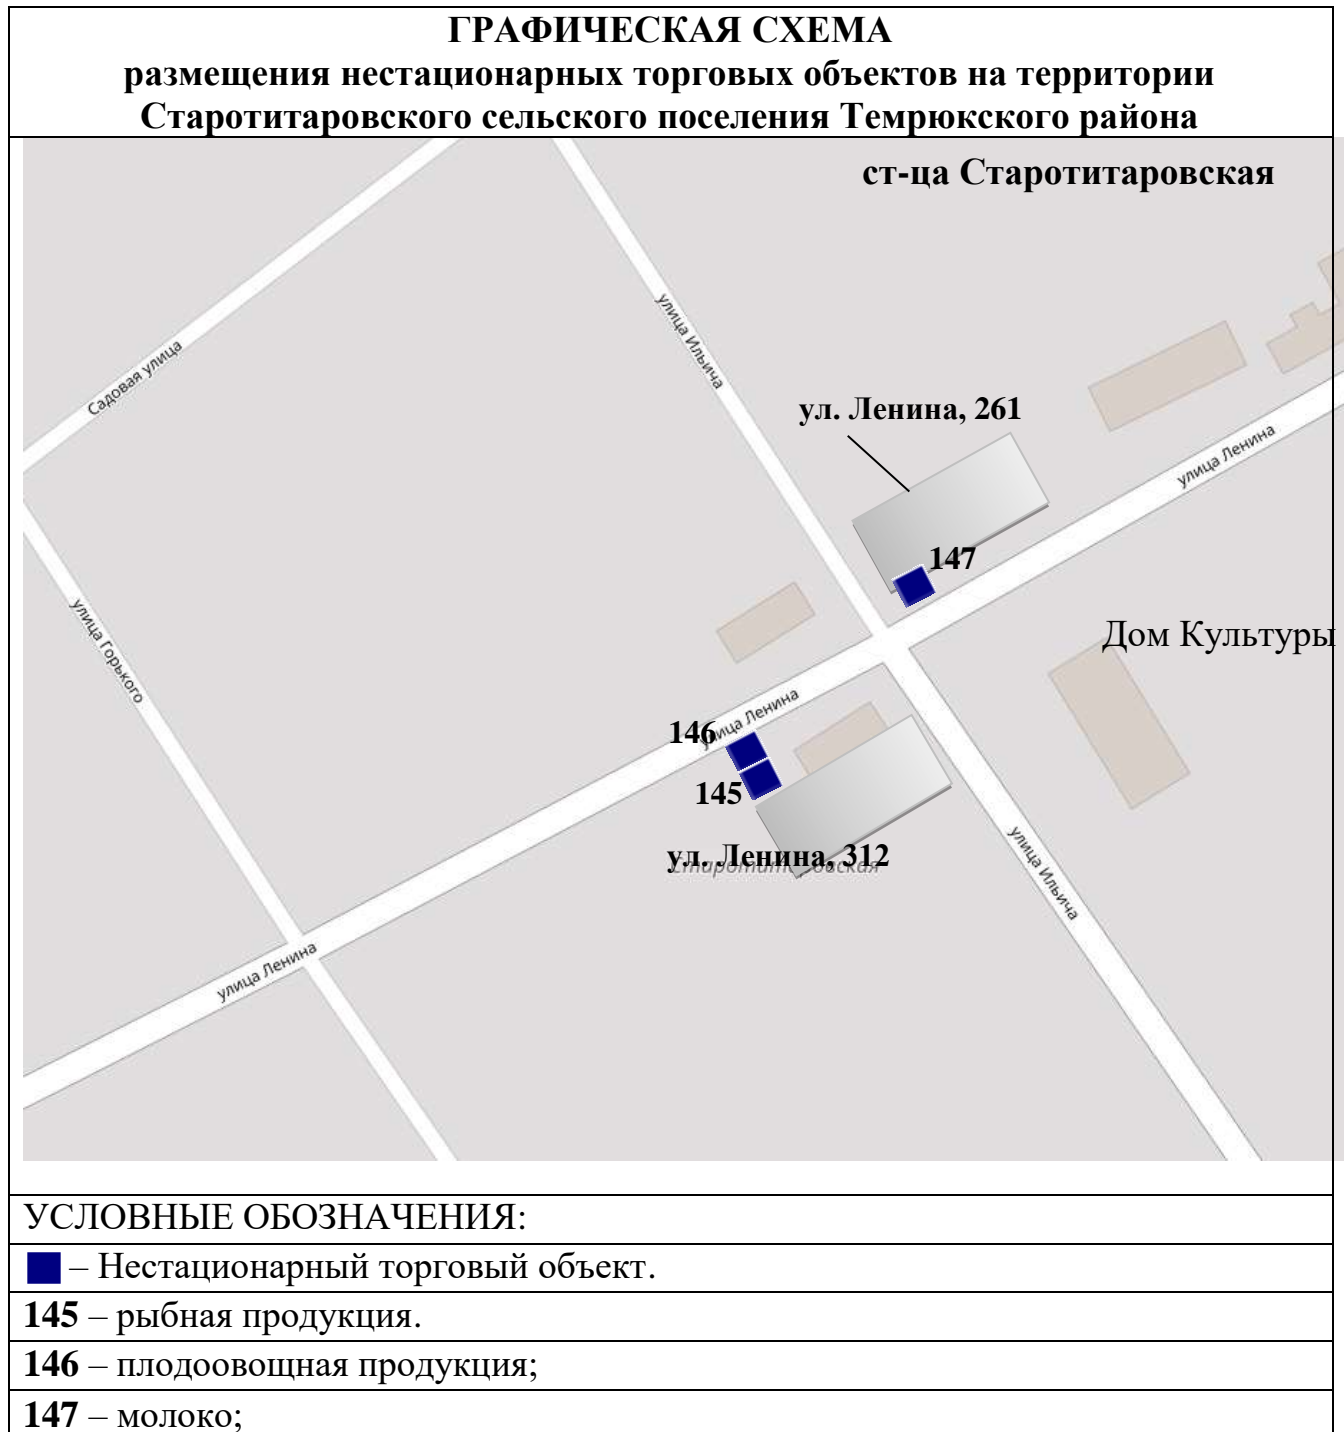 ГРАФИЧЕСКАЯ СХЕМА
размещения нестационарных торговых объектов на территории
Старотитаровского сельского поселения Темрюкского района
ст-ца Старотитаровская
улица Ильича
Садовая улица
ул. Ленина, 261
улица Ленина
147
улица Горького
Дом Культуры
улица Ленина
146
145
ул. Ленина, 312
улица Ильича
улица Ленина
УСЛОВНЫЕ ОБОЗНАЧЕНИЯ:
– Нестационарный торговый объект.
145 – рыбная продукция.
146 – плодоовощная продукция;
147 – молоко;